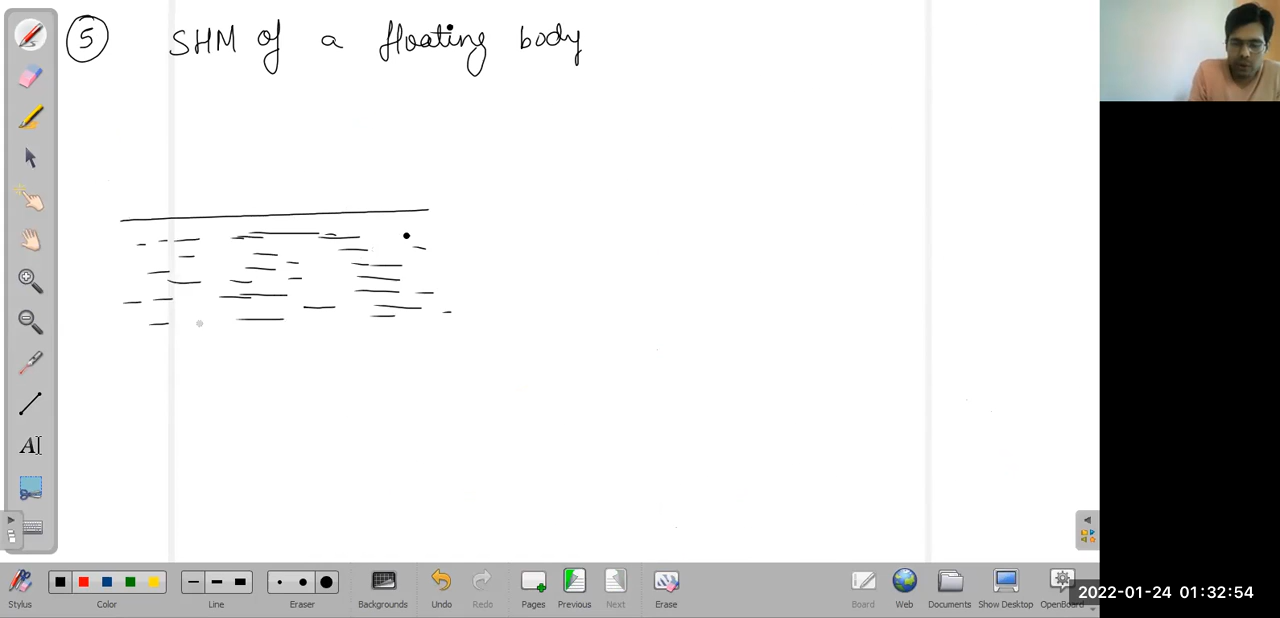 5 SHM of a floating body
A
Stylus Color Line Eraser Backgrounds Undo Redo Pages Previous Next Erase Board Web Documents Show Desktop OpenBoard
2022-01-24 01:32:54